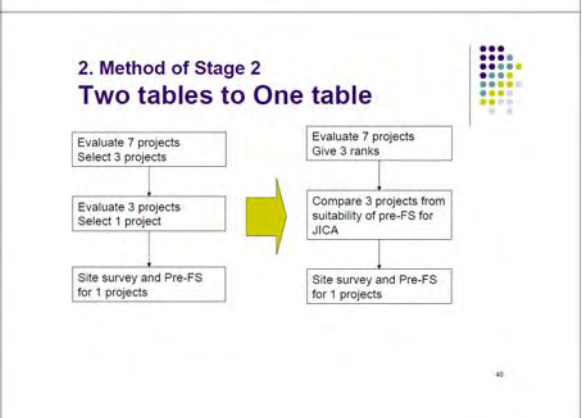 2. Method of Stage 2
Two tables to One table
Evaluate 7 projects
Select 3 projects
Evaluate 3 projects
Select 1 project
Site survey and Pre-FS
for 1 projects
Evaluate 7 projects
Give 3 ranks
Compare 3 projects from
suitability of pre-FS for
JICA
Site survey and Pre-FS
for 1 projects
40